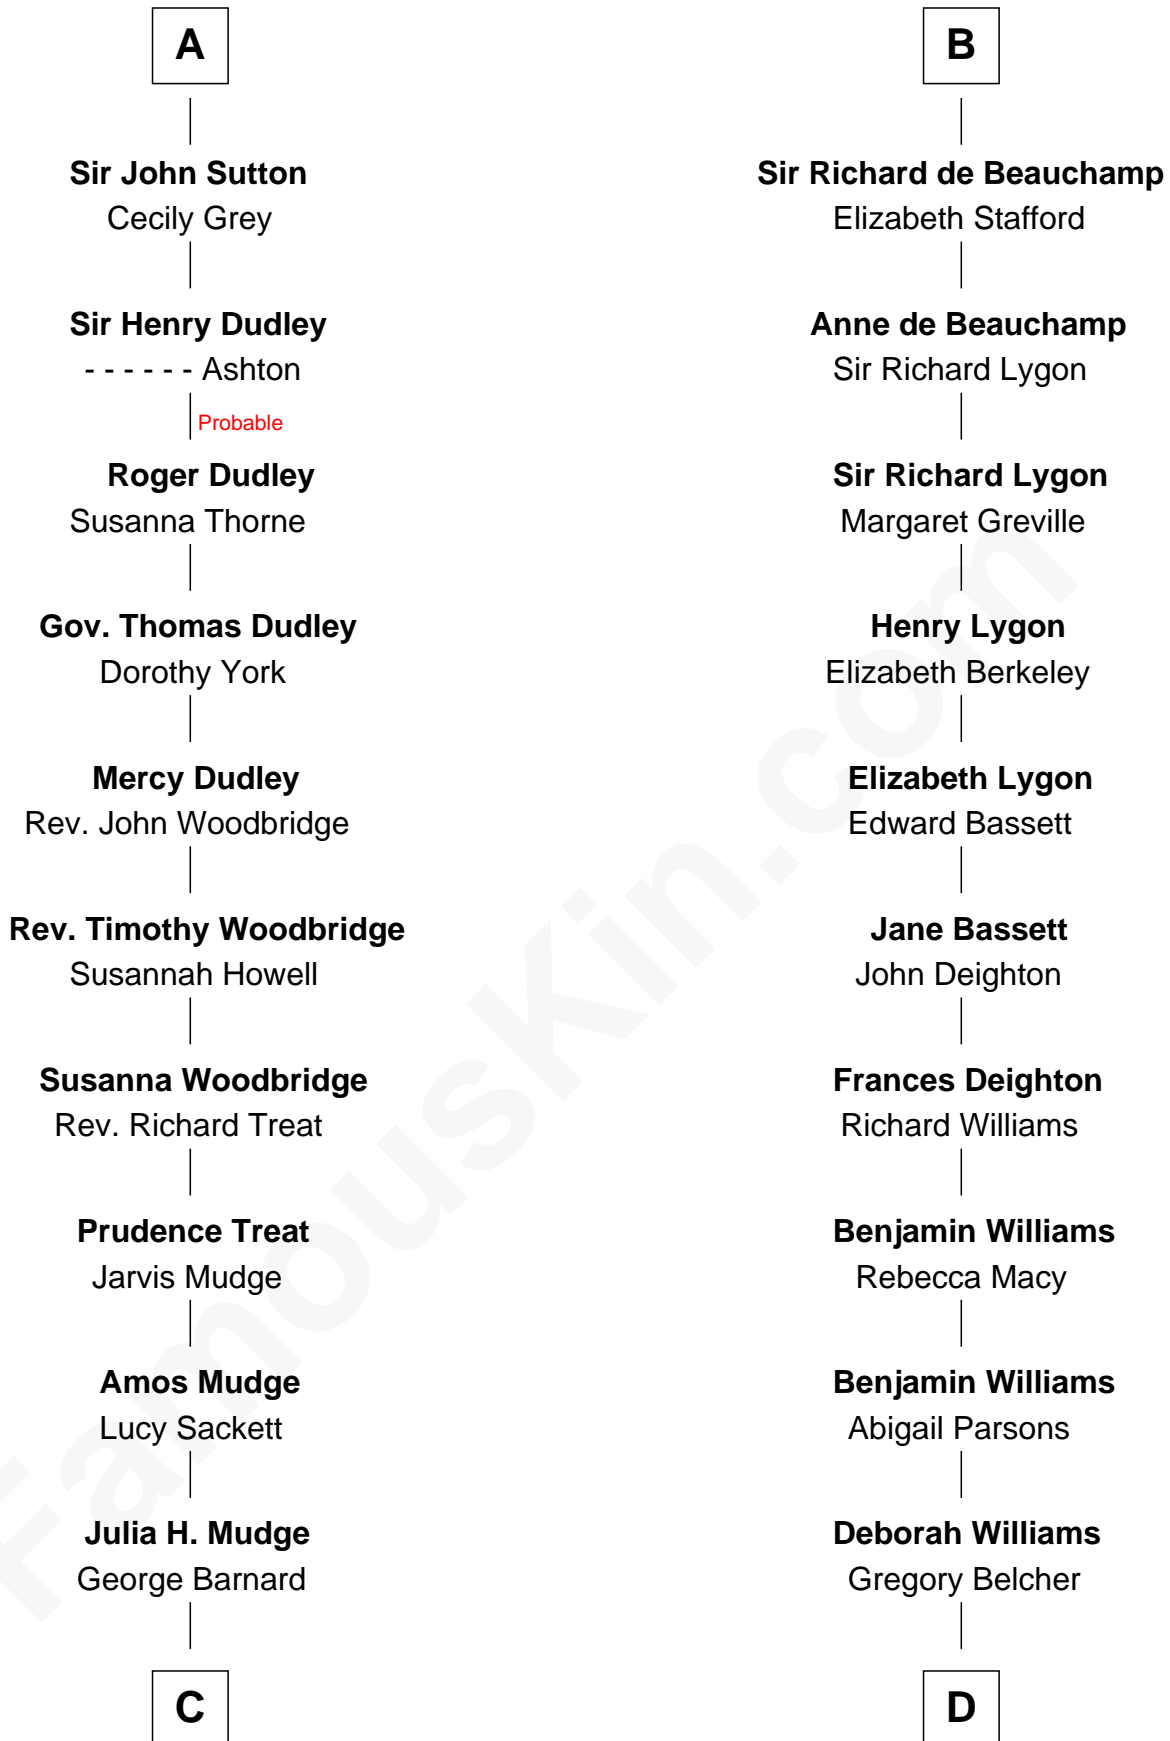 A
Sir John Sutton
Cecily Grey
Sir Henry Dudley
- - - - - - Ashton
Probable
Roger Dudley
Susanna Thorne
Gov. Thomas Dudley
Dorothy York
Mercy Dudley
Rev. John Woodbridge
Rev. Timothy Woodbridge
Susannah Howell
Susanna Woodbridge
Rev. Richard Treat
Prudence Treat
Jarvis Mudge
Amos Mudge
Lucy Sackett
Julia H. Mudge
George Barnard
C
B
Sir Richard de Beauchamp
Elizabeth Stafford
Anne de Beauchamp
Sir Richard Lygon
Sir Richard Lygon
Margaret Greville
Henry Lygon
Elizabeth Berkeley
Elizabeth Lygon
Edward Bassett
Jane Bassett
John Deighton
Frances Deighton
Richard Williams
Benjamin Williams
Rebecca Macy
Benjamin Williams
Abigail Parsons
Deborah Williams
Gregory Belcher
D
FamousKin.com